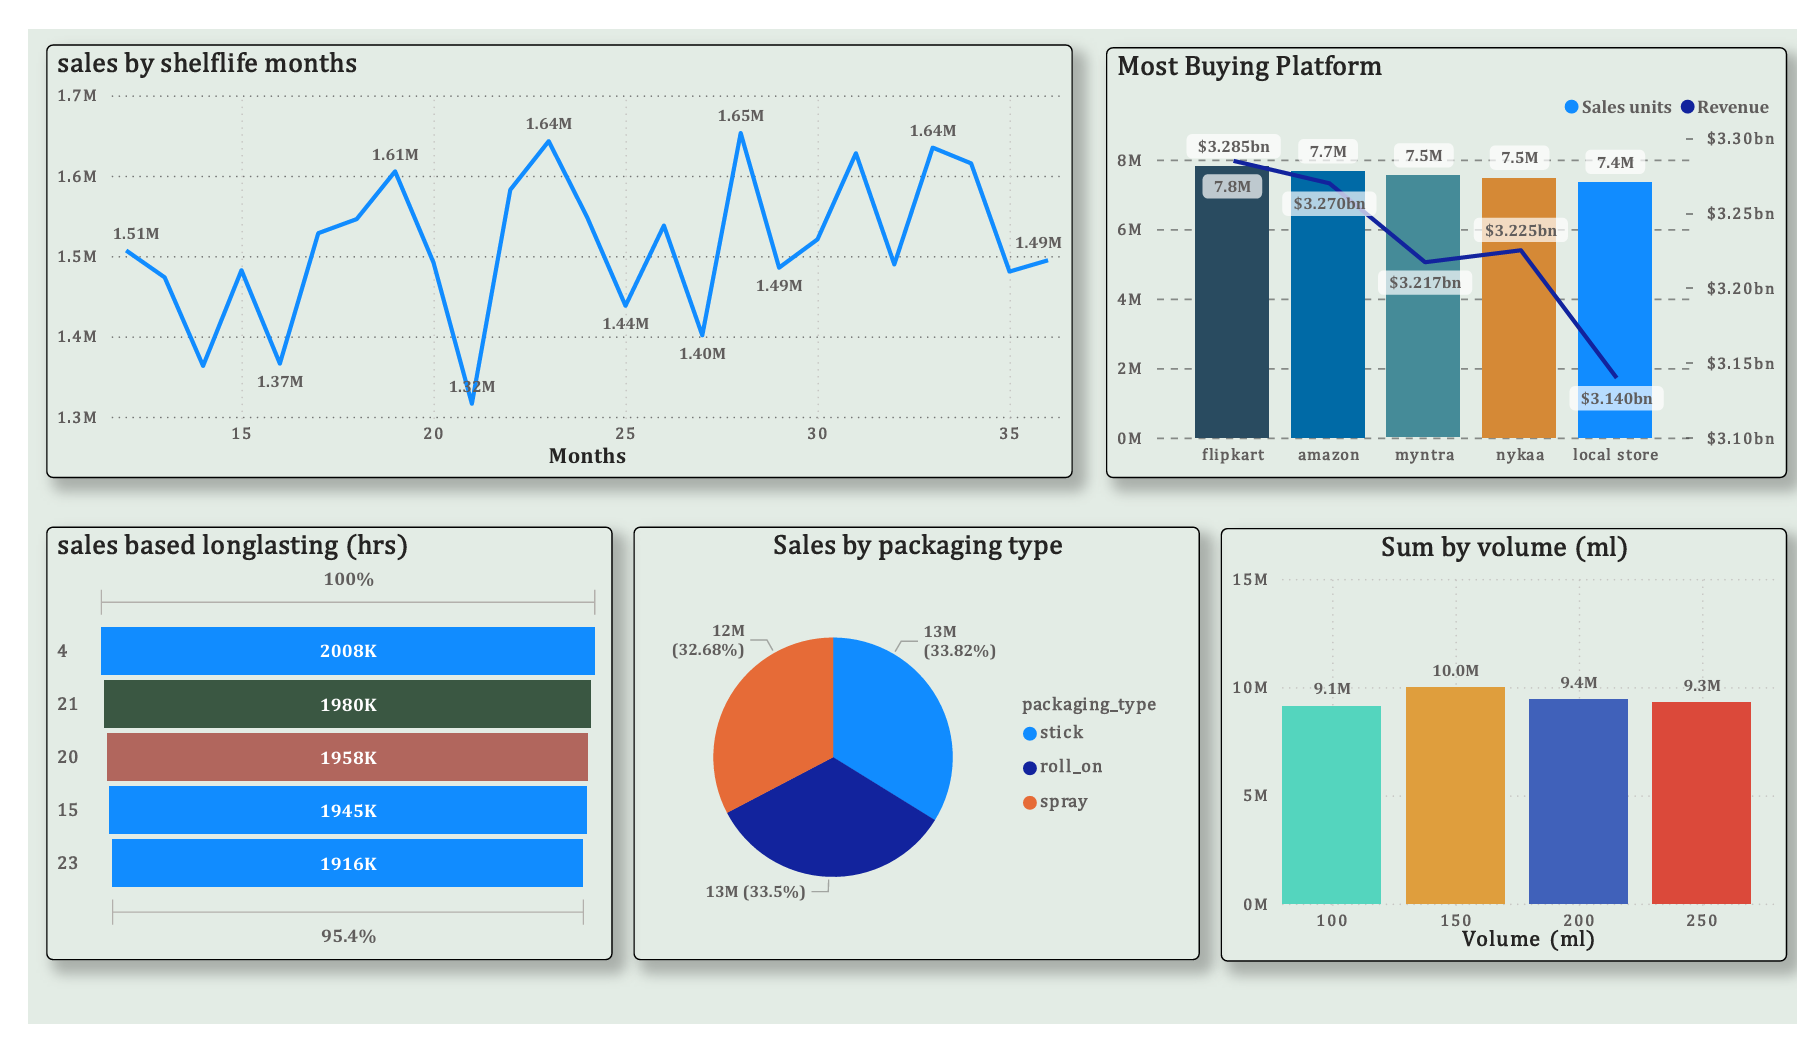 sales by shelflife months
1.7M
1.6M
1.5M
1.4M
1.3M
1.51M
1.37M
1.61M
1.32M
1.64M
1.44M
1.40M
1.65M
1.49M
1.64M
1.49M
15
20
25
30
35
Months
Most Buying Platform
Sales units
Revenue
8M
6M
4M
2M
0M
$3.285bn
7.8M
7.7M
$3.270bn
7.5M
$3.217bn
7.5M
$3.225bn
7.4M
$3.140bn
$3.30bn
$3.25bn
$3.20bn
$3.15bn
$3.10bn
flipkart
amazon
myntra
nykaa
local store
sales based longlasting (hrs)
100%
4
2008K
21
1980K
20
1958K
15
1945K
23
1916K
95.4%
Sales by packaging type
12M
(32.68%)
13M
(33.82%)
13M (33.5%)
packaging_type
stick
roll_on
spray
Sum by volume (ml)
15M
10M
5M
0M
9.1M
10.0M
9.4M
9.3M
100
150
200
250
Volume (ml)